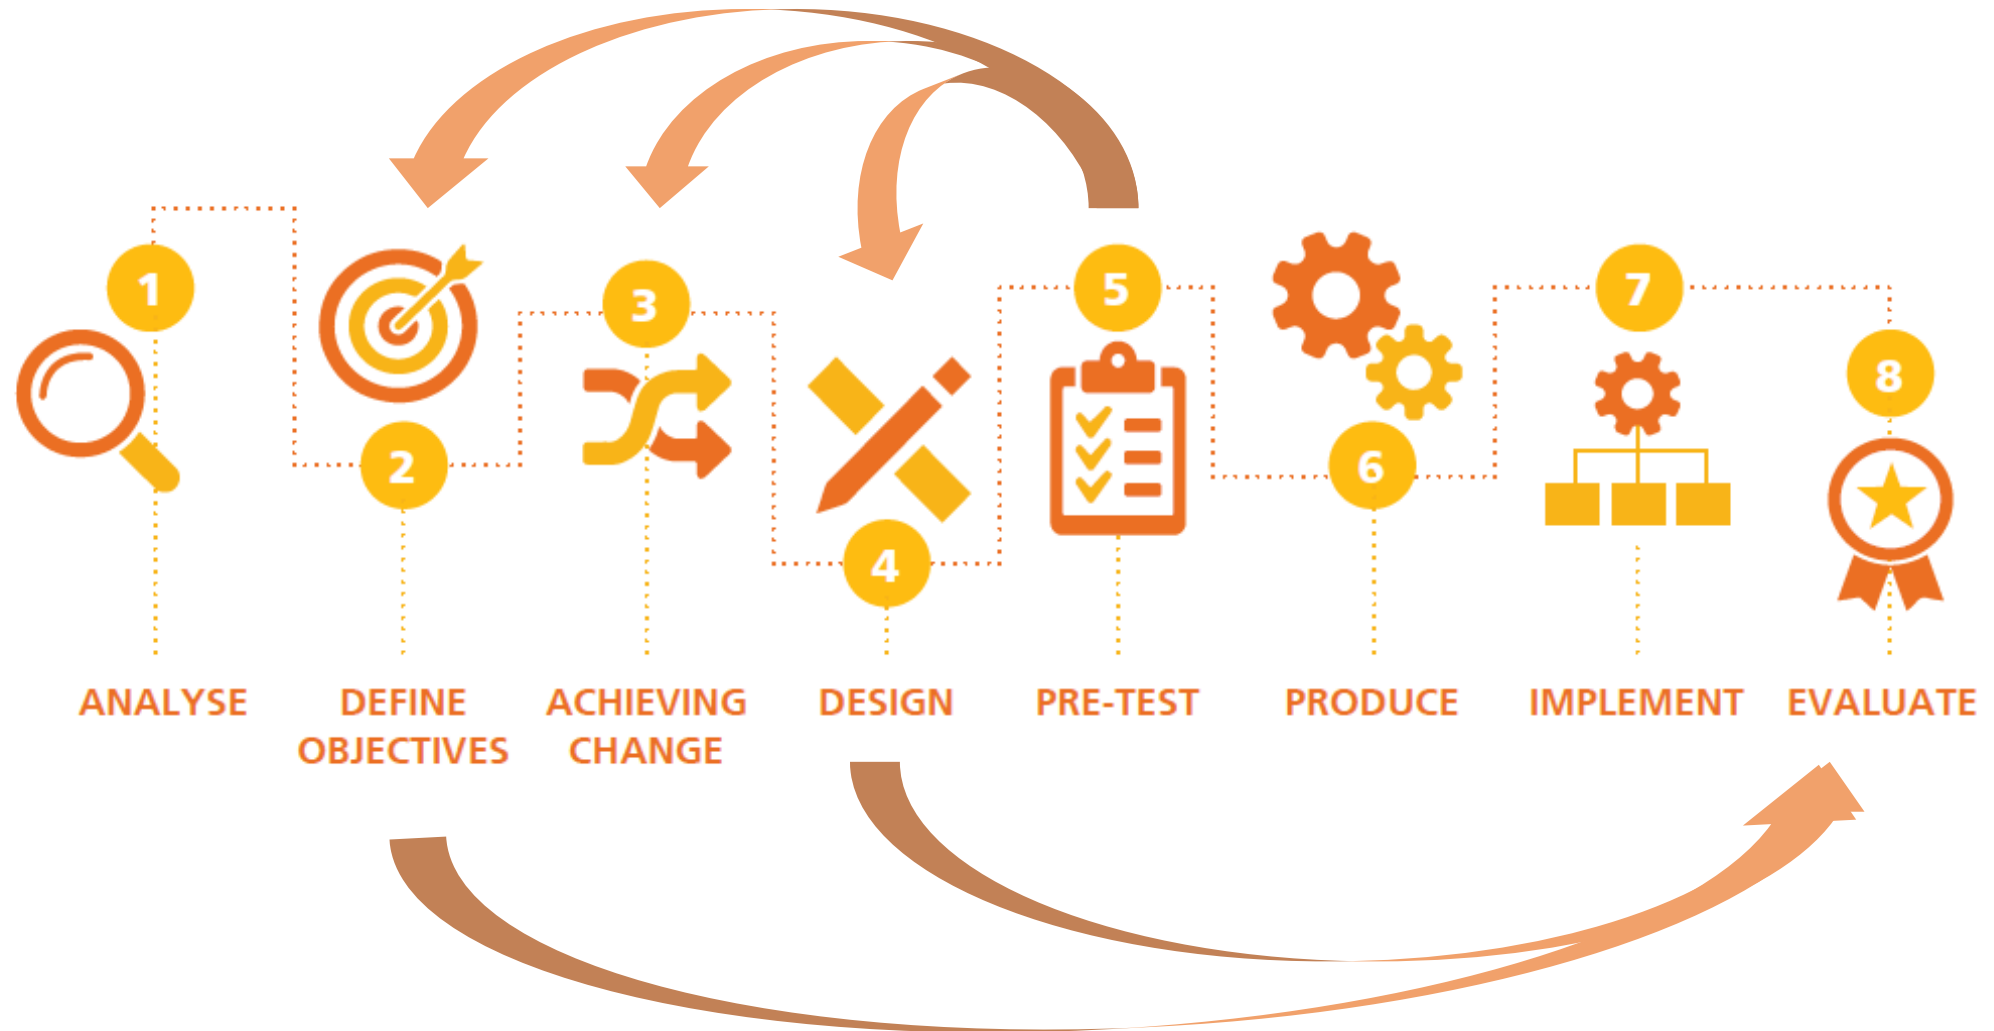 1
2
3
4
5
6
7
8
ANALYSE
DEFINE
OBJECTIVES
ACHIEVING
CHANGE
DESIGN
PRE-TEST
PRODUCE
IMPLEMENT
EVALUATE